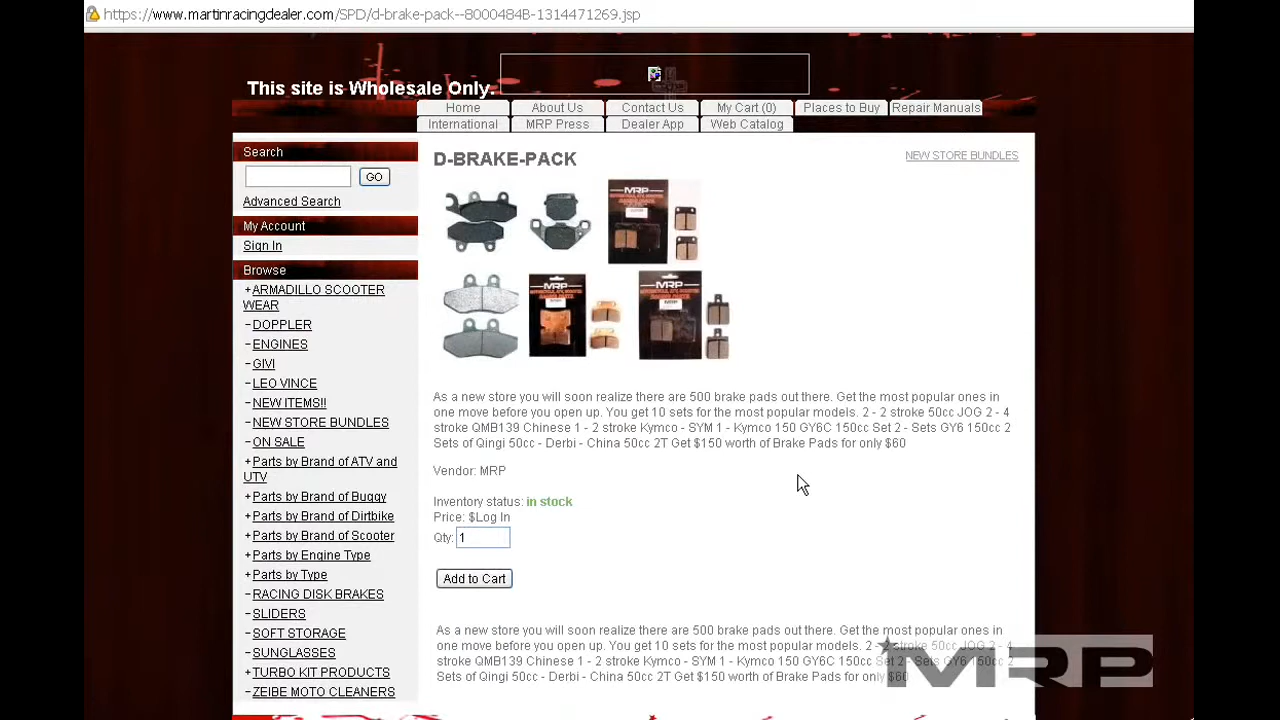 https://www.martinracingdealer.com/SPD/d-brake-pack--8000484B-1314471269.jsp
This site is Wholesale Only.
Home
About Us
Contact Us
My Cart (0)
Places to Buy
Repair Manuals
International
MRP Press
Dealer App
Web Catalog
Search
GO
Advanced Search
My Account
Sign In
Browse
+ARMADILLO SCOOTER
WEAR
-DOPPLER
-ENGINES
-GIVI
-LEO VINCE
-NEW ITEMS!!
-NEW STORE BUNDLES
-ON SALE
+Parts by Brand of ATV and
UTV
+Parts by Brand of Buggy
+Parts by Brand of Dirtbike
+Parts by Brand of Scooter
+Parts by Engine Type
+Parts by Type
-RACING DISK BRAKES
-SLIDERS
-SOFT STORAGE
-SUNGLASSES
+TURBO KIT PRODUCTS
-ZEIBE MOTO CLEANERS
D-BRAKE-PACK
NEW STORE BUNDLES
MRP
MRP
MRP
As a new store you will soon realize there are 500 brake pads out there. Get the most popular ones in
one move before you open up. You get 10 sets for the most popular models. 2 - 2 stroke 50cc JOG 2 - 4
stroke QMB139 Chinese 1 - 2 stroke Kymco - SYM 1 - Kymco 150 GY6C 150cc Set 2 - Sets GY6 150cc 2
Sets of Qingi 50cc - Derbi - China 50cc 2T Get $150 worth of Brake Pads for only $60
Vendor: MRP
Inventory status: in stock
Price: $Log In
Qty: 1
Add to Cart
As a new store you will soon realize there are 500 brake pads out there. Get the most popular ones in
one move before you open up. You get 10 sets for the most popular models. 2 - 2 stroke 50cc JOG 2 - 4
stroke QMB139 Chinese 1 - 2 stroke Kymco - SYM 1 - Kymco 150 GY6C 150cc Set 2 - Sets GY6 150cc 2
Sets of Qingi 50cc - Derbi - China 50cc 2T Get $150 worth of Brake Pads for only $60
MRP